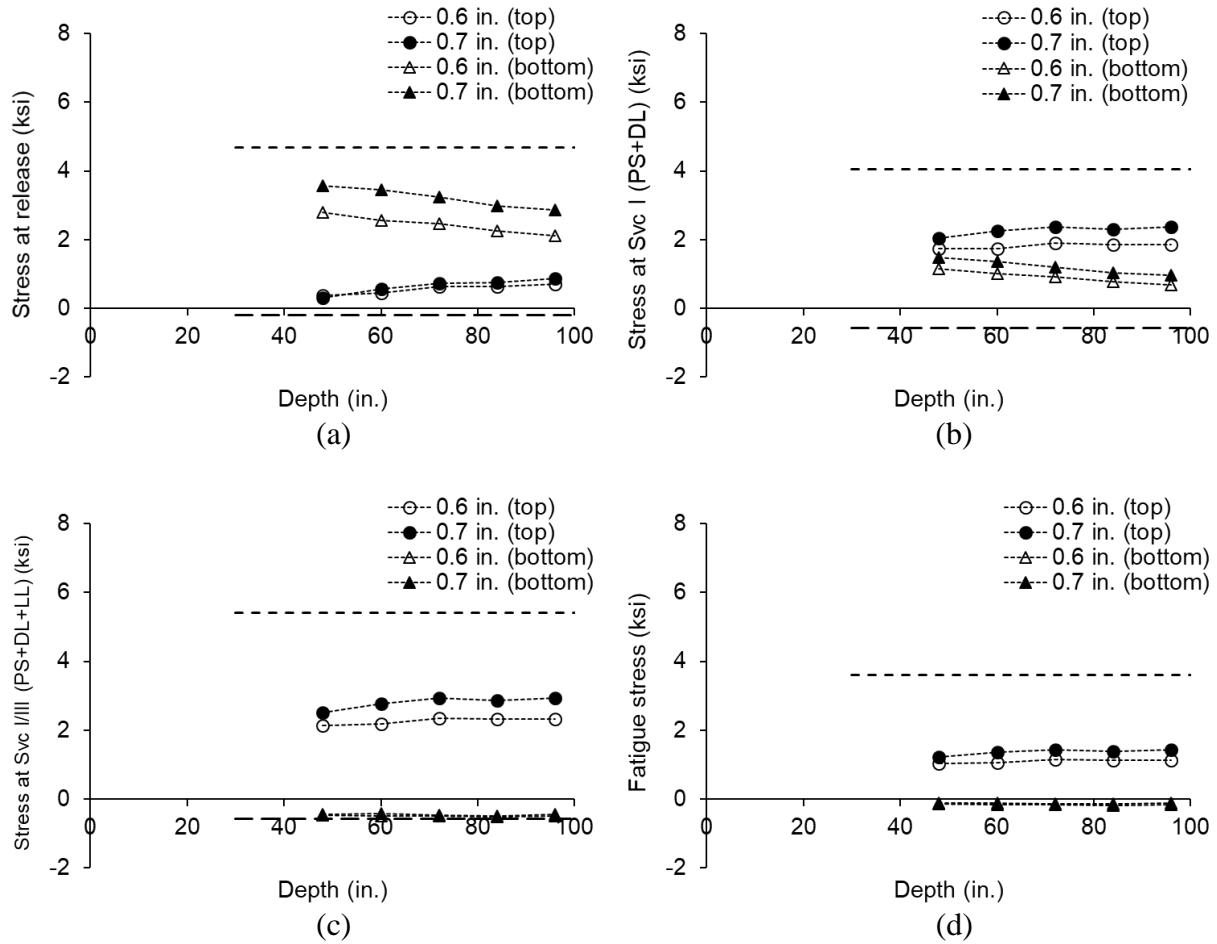 Stress at release (ksi)
8
6
4
2
0
-2
0 20 40 60 80 100
0.6 in. (top)
0.7 in. (top)
0.6 in. (bottom)
0.7 in. (bottom)
Depth (in.)
(a)
Stress at Svc I (PS+DL) (ksi)
8
6
4
2
0
-2
0 20 40 60 80 100
0.6 in. (top)
0.7 in. (top)
0.6 in. (bottom)
0.7 in. (bottom)
Depth (in.)
(b)
Stress at Svc I/III (PS+DL+LL) (ksi)
8
6
4
2
0
-2
0 20 40 60 80 100
0.6 in. (top)
0.7 in. (top)
0.6 in. (bottom)
0.7 in. (bottom)
Depth (in.)
(c)
Fatigue stress (ksi)
8
6
4
2
0
-2
0 20 40 60 80 100
0.6 in. (top)
0.7 in. (top)
0.6 in. (bottom)
0.7 in. (bottom)
Depth (in.)
(d)